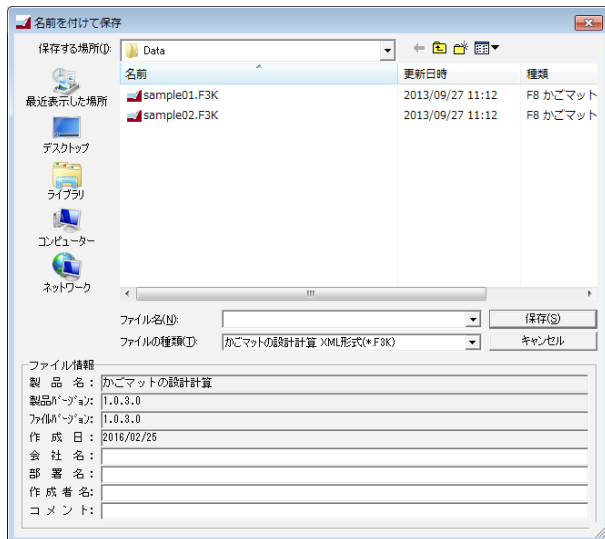 名前を付けて保存
保存する場所(I): Data
名前 更新日時 種類
sample01.F3K 2013/09/27 11:12 F8 かごマット
sample02.F3K 2013/09/27 11:12 F8 かごマット
最近表示した場所
デスクトップ
ライブラリ
コンピューター
ネットワーク
ファイル名(N): 保存(S)
ファイルの種類(T): かごマットの設計計算 XML形式(*.F3K) キャンセル
ファイル情報
製 品 名: かごマットの設計計算
製品バージョン: 1.0.3.0
ファイルバージョン: 1.0.3.0
作 成 日: 2016/02/25
会 社 名:
部 署 名:
作成者名:
コメント: